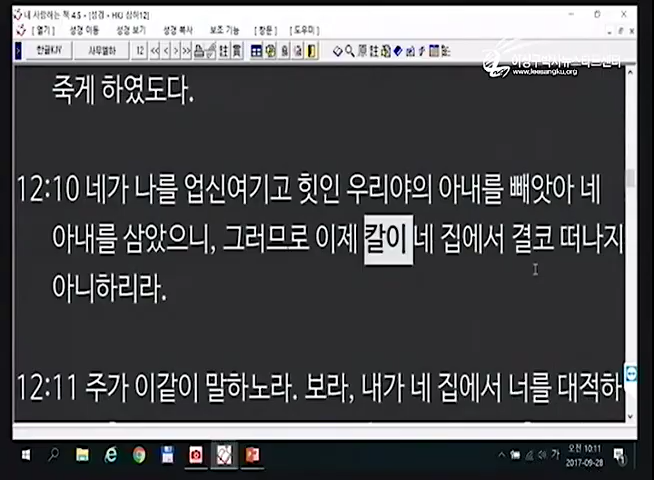 내 사랑하는 책 4.5 - [성경 - HKJ 삼하12]
[열기] 성경 이동 성경 보기 성경 복사 보조 기능 [창문] [도우미]
한글KJV 사무엘하 12
www.leesangku.org
죽게 하였도다.
12:10 네가 나를 업신여기고 힛인 우리야의 아내를 빼앗아 네
아내를 삼았으니, 그러므로 이제 칼이 네 집에서 결코 떠나지
아니하리라.
12:11 주가 이같이 말하노라. 보라, 내가 네 집에서 너를 대적하
가 오전 10:11
2017-09-28